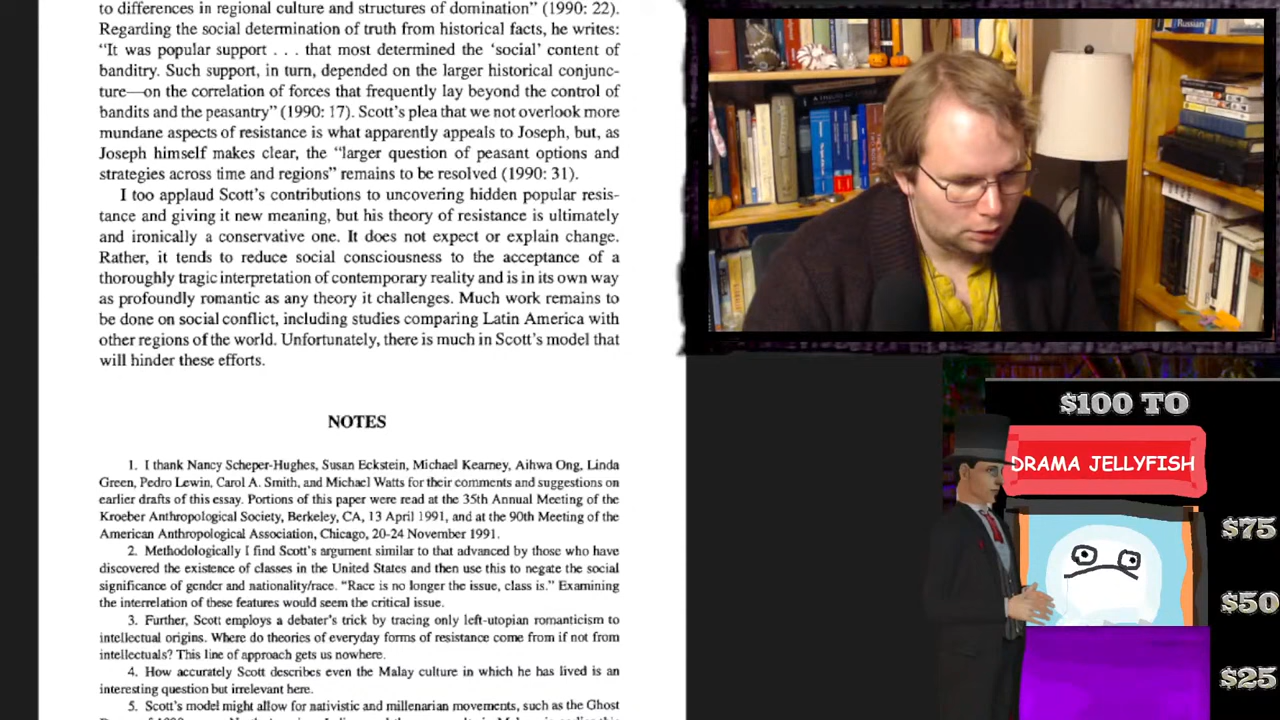 to differences in regional culture and structures of domination” (1990: 22).
Regarding the social determination of truth from historical facts, he writes:
“It was popular support . . . that most determined the ‘social’ content of
banditry. Such support, in turn, depended on the larger historical conjunc-
ture—on the correlation of forces that frequently lay beyond the control of
bandits and the peasantry” (1990: 17). Scott’s plea that we not overlook more
mundane aspects of resistance is what apparently appeals to Joseph, but, as
Joseph himself makes clear, the “larger question of peasant options and
strategies across time and regions” remains to be resolved (1990: 31).
I too applaud Scott’s contributions to uncovering hidden popular resis-
tance and giving it new meaning, but his theory of resistance is ultimately
and ironically a conservative one. It does not expect or explain change.
Rather, it tends to reduce social consciousness to the acceptance of a
thoroughly tragic interpretation of contemporary reality and is in its own way
as profoundly romantic as any theory it challenges. Much work remains to
be done on social conflict, including studies comparing Latin America with
other regions of the world. Unfortunately, there is much in Scott’s model that
will hinder these efforts.
NOTES
1. I thank Nancy Scheper-Hughes, Susan Eckstein, Michael Kearney, Aihwa Ong, Linda
Green, Pedro Lewin, Carol A. Smith, and Michael Watts for their comments and suggestions on
earlier drafts of this essay. Portions of this paper were read at the 35th Annual Meeting of the
Kroeber Anthropological Society, Berkeley, CA, 13 April 1991, and at the 90th Meeting of the
American Anthropological Association, Chicago, 20-24 November 1991.
2. Methodologically I find Scott’s argument similar to that advanced by those who have
discovered the existence of classes in the United States and then use this to negate the social
significance of gender and nationality/race. “Race is no longer the issue, class is.” Examining
the interrelation of these features would seem the critical issue.
3. Further, Scott employs a debater’s trick by tracing only left-utopian romanticism to
intellectual origins. Where do theories of everyday forms of resistance come from if not from
intellectuals? This line of approach gets us nowhere.
4. How accurately Scott describes even the Malay culture in which he has lived is an
interesting question but irrelevant here.
5. Scott’s model might allow for nativistic and millenarian movements, such as the Ghost
Russian
$100 TO
DRAMA JELLYFISH
$75
$50
$25